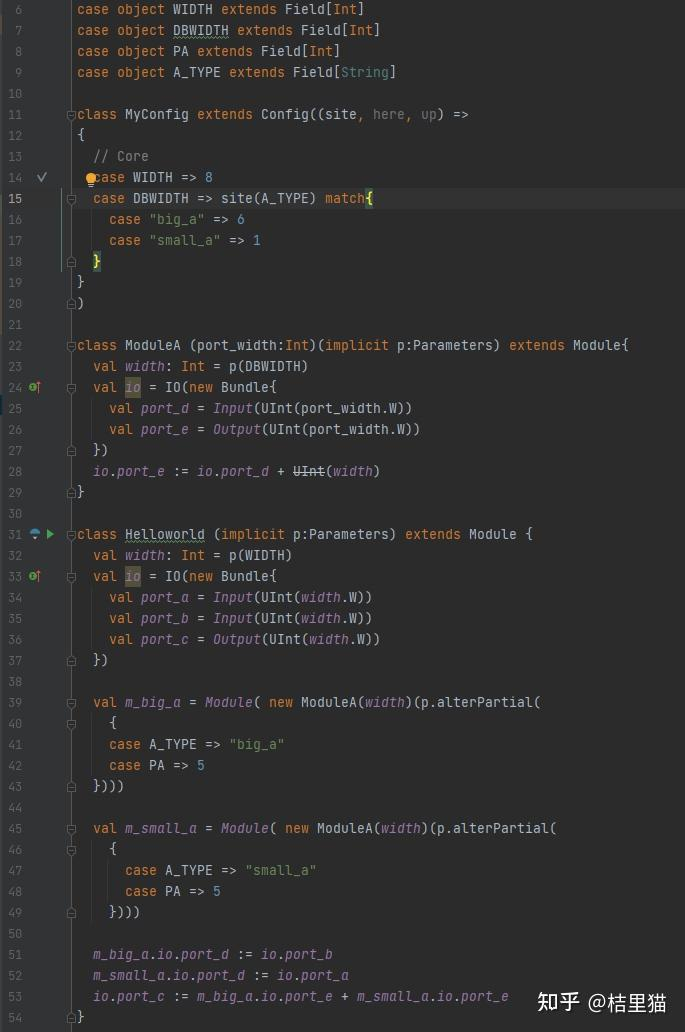 6 case object WIDTH extends Field[Int]
7 case object DBWIDTH extends Field[Int]
8 case object PA extends Field[Int]
9 case object A_TYPE extends Field[String]
10
11 class MyConfig extends Config((site, here, up) =>
12 {
13   // Core
14   case WIDTH => 8
15   case DBWIDTH => site(A_TYPE) match{
16     case "big_a" => 6
17     case "small_a" => 1
18   }
19 }
20 )
21
22 class ModuleA (port_width:Int)(implicit p:Parameters) extends Module{
23   val width: Int = p(DBWIDTH)
24   val io = IO(new Bundle{
25     val port_d = Input(UInt(port_width.W))
26     val port_e = Output(UInt(port_width.W))
27   })
28   io.port_e := io.port_d + UInt(width)
29 }
30
31 class Helloworld (implicit p:Parameters) extends Module {
32   val width: Int = p(WIDTH)
33   val io = IO(new Bundle{
34     val port_a = Input(UInt(width.W))
35     val port_b = Input(UInt(width.W))
36     val port_c = Output(UInt(width.W))
37   })
38
39   val m_big_a = Module( new ModuleA(width)(p.alterPartial(
40     {
41     case A_TYPE => "big_a"
42     case PA => 5
43   })))
44
45   val m_small_a = Module( new ModuleA(width)(p.alterPartial(
46     {
47       case A_TYPE => "small_a"
48       case PA => 5
49     })))
50
51   m_big_a.io.port_d := io.port_b
52   m_small_a.io.port_d := io.port_a
53   io.port_c := m_big_a.io.port_e + m_small_a.io.port_e
54 }
知乎 @桔里猫